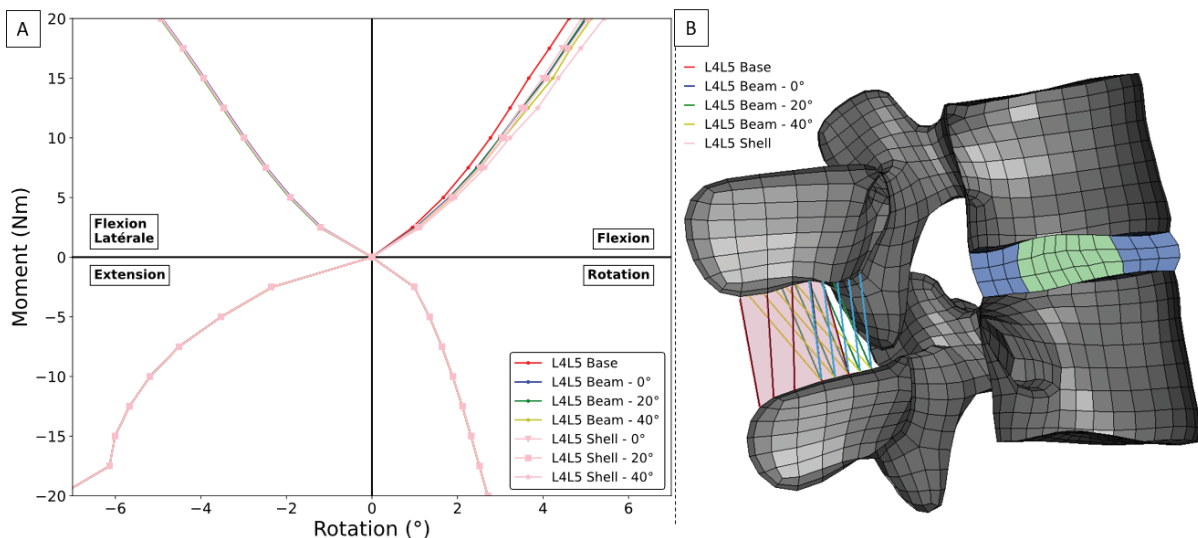 A
20
15
10
5
0
−5
−10
−15
−20
Moment (Nm)
Flexion
Latérale
Flexion
Extension
Rotation
L4L5 Base
L4L5 Beam - 0°
L4L5 Beam - 20°
L4L5 Beam - 40°
L4L5 Shell - 0°
L4L5 Shell - 20°
L4L5 Shell - 40°
−6
−4
−2
0
2
4
6
Rotation (°)
B
L4L5 Base
L4L5 Beam - 0°
L4L5 Beam - 20°
L4L5 Beam - 40°
L4L5 Shell